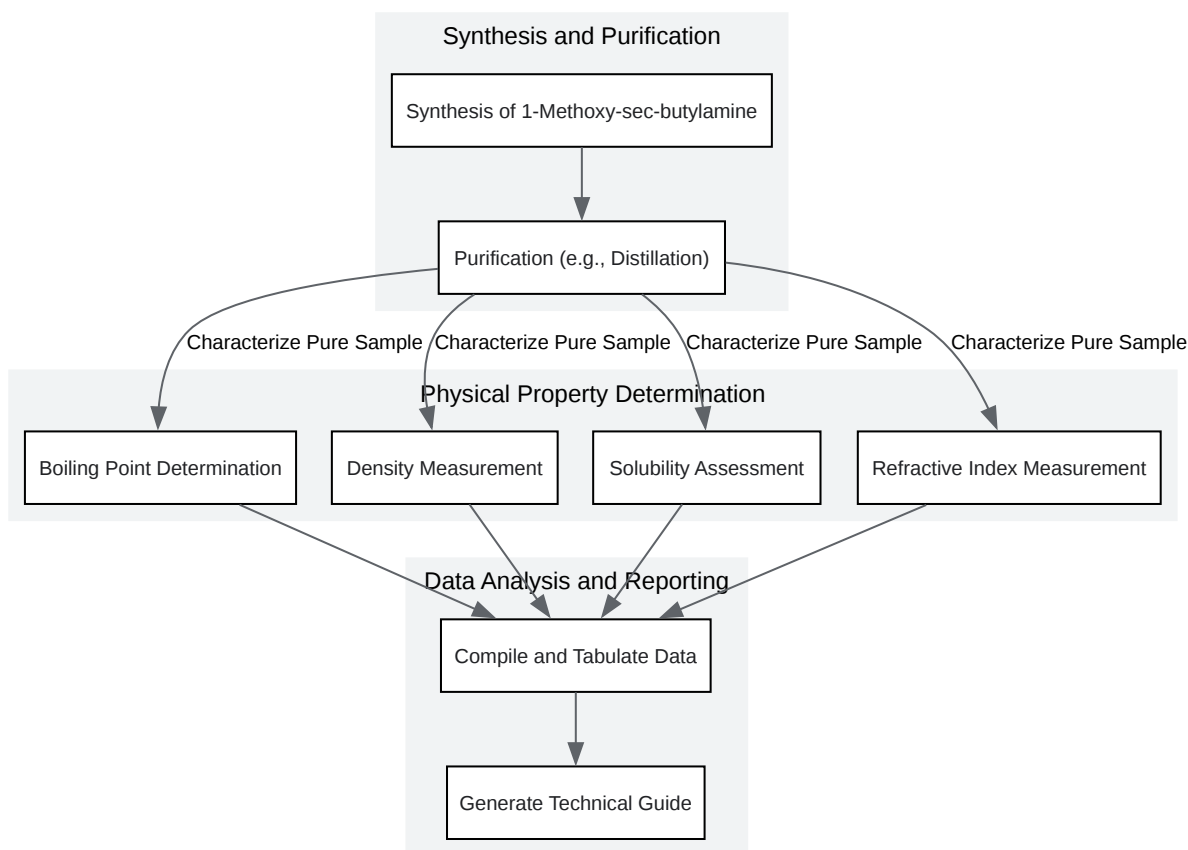 Synthesis and Purification
Synthesis of 1-Methoxy-sec-butylamine
Purification (e.g., Distillation)
Characterize Pure Sample
Characterize Pure Sample
Characterize Pure Sample
Characterize Pure Sample
Physical Property Determination
Boiling Point Determination
Density Measurement
Solubility Assessment
Refractive Index Measurement
Data Analysis and Reporting
Compile and Tabulate Data
Generate Technical Guide